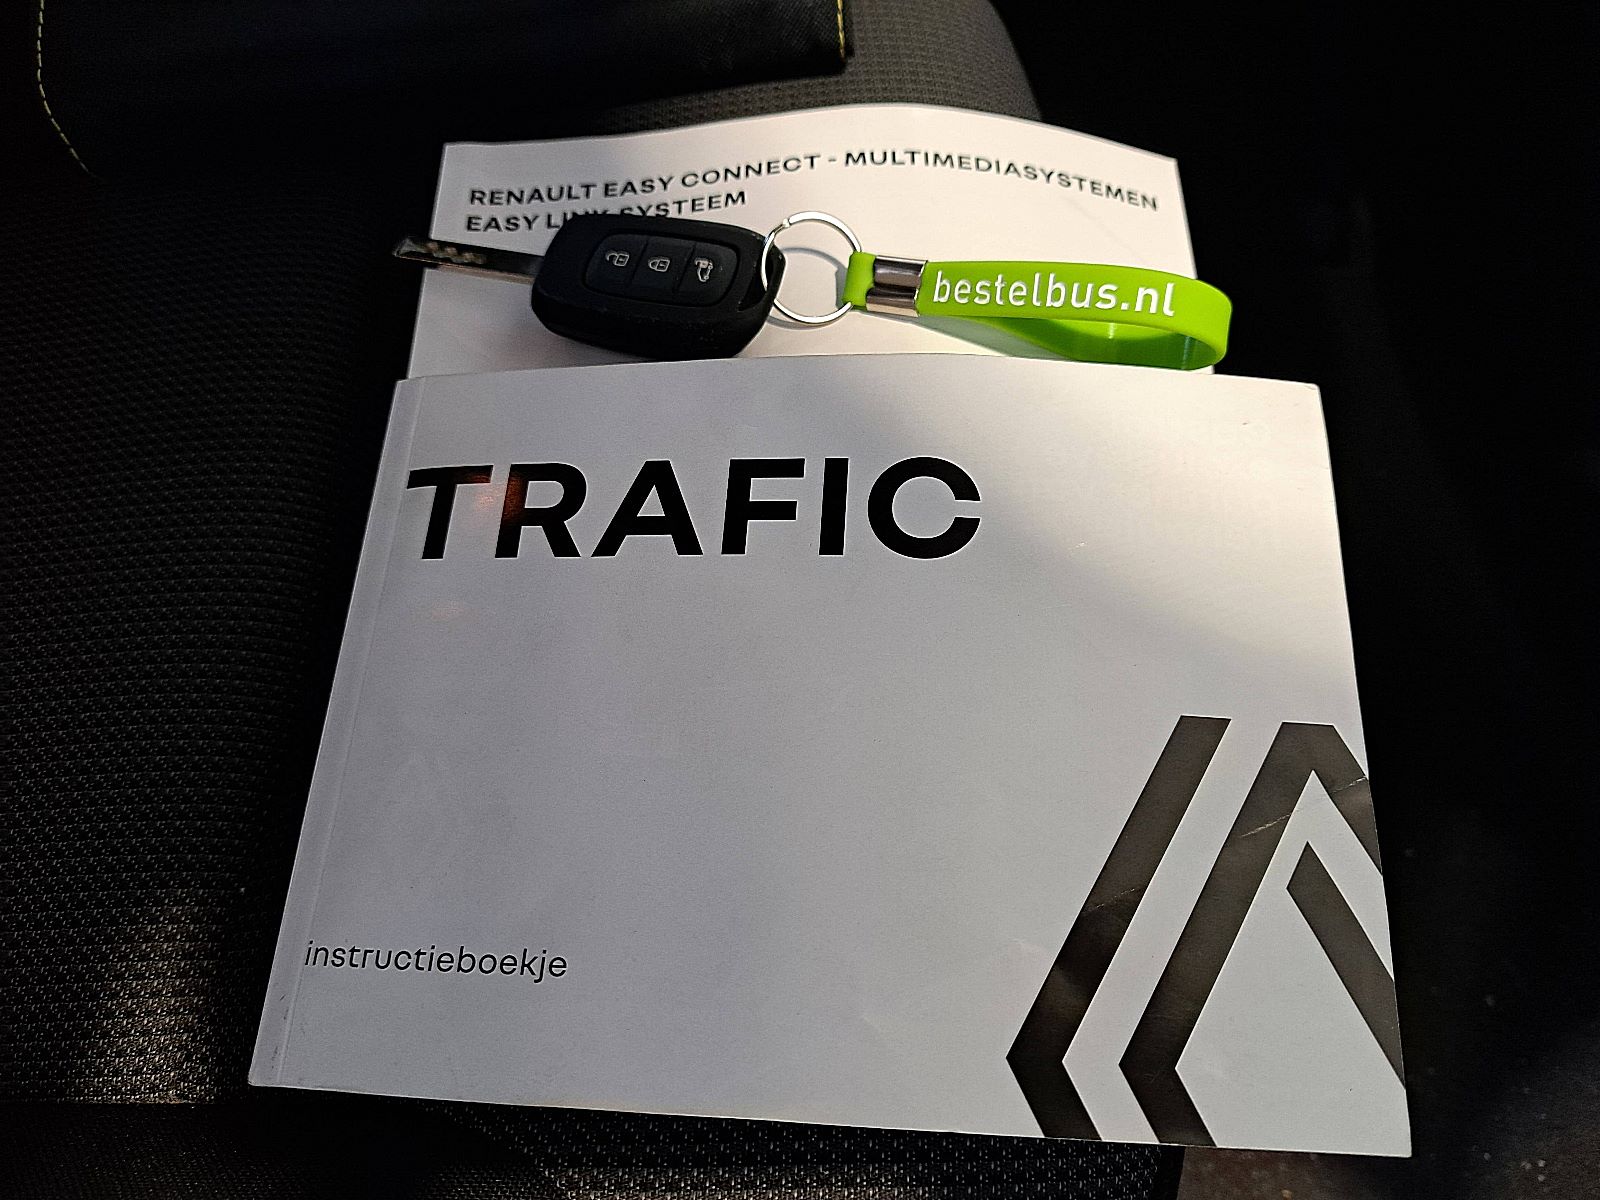 RENAULT EASY CONNECT - MULTIMEDIASYSTEMEN
EASY LINK SYSTEEM
bestelbus.nl
TRAFIC
instructieboekje